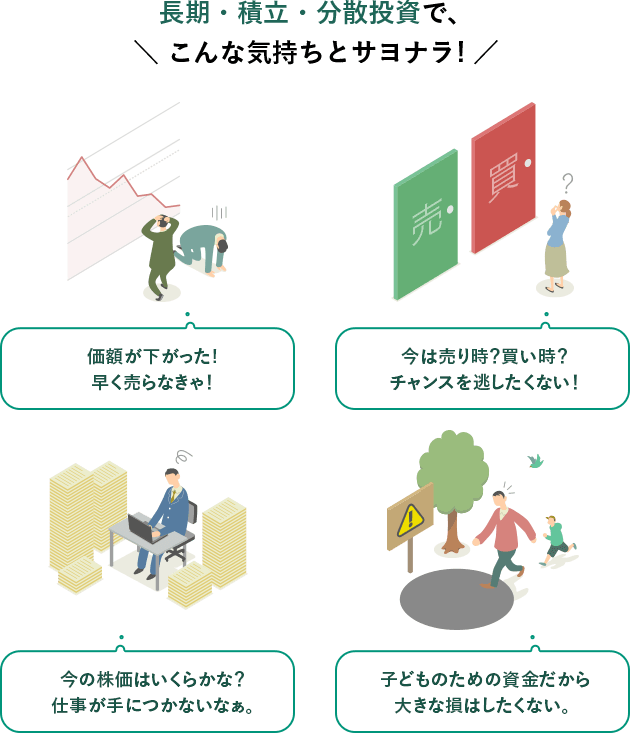 長期・積立・分散投資で、
＼ こんな気持ちとサヨナラ！ ／
売
買
?
価額が下がった！
早く売らなきゃ！
今は売り時？買い時？
チャンスを逃したくない！
!
今の株価はいくらかな？
仕事が手につかないなぁ。
子どものための資金だから
大きな損はしたくない。